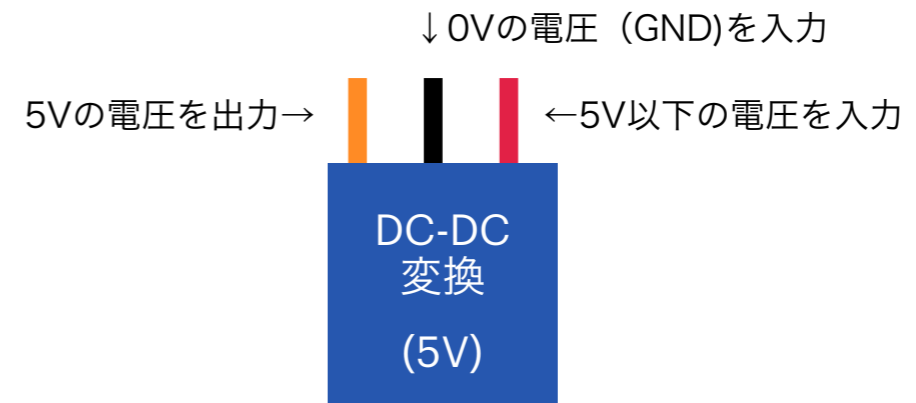 ↓0Vの電圧（GND)を入力
5Vの電圧を出力→
←5V以下の電圧を入力
DC-DC
変換
(5V)